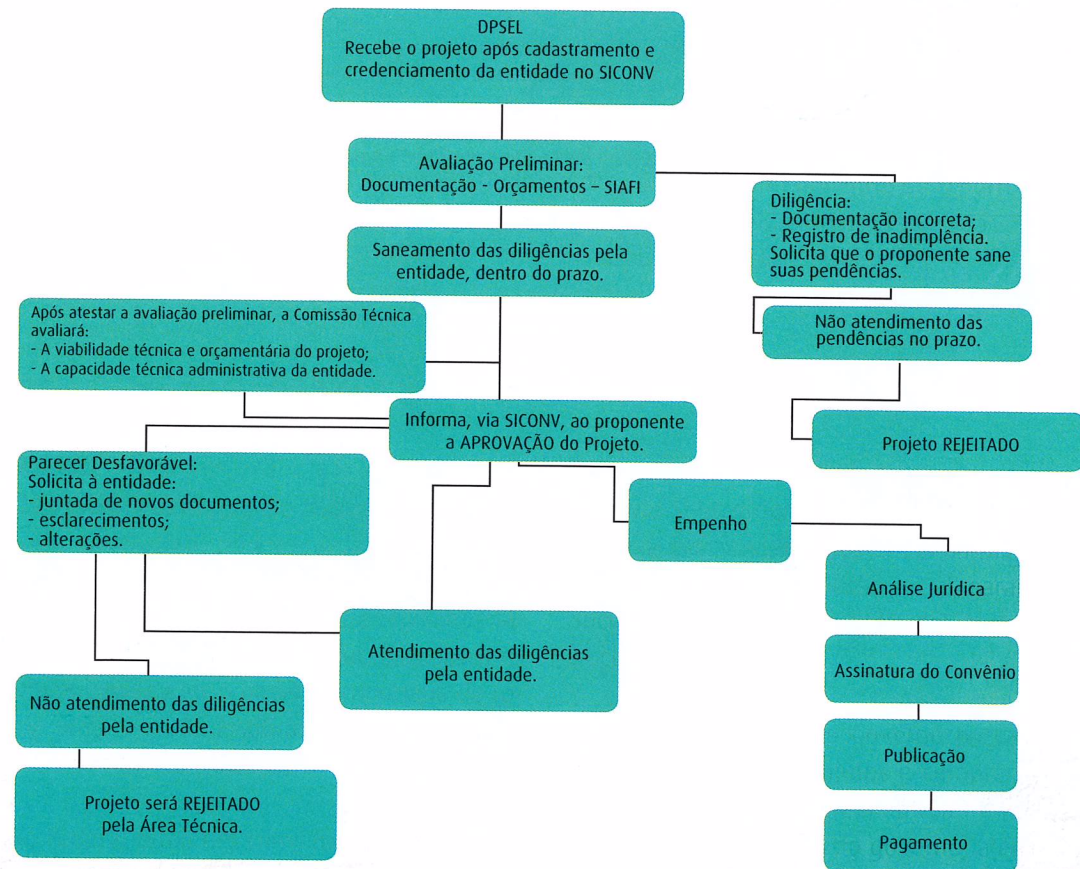 DPSEL
Recebe o projeto após cadastramento e
credenciamento da entidade no SICONV
Avaliação Preliminar:
Documentação - Orçamentos – SIAFI
Diligência:
- Documentação incorreta;
- Registro de inadimplência.
Solicita que o proponente sane
suas pendências.
Saneamento das diligências pela
entidade, dentro do prazo.
Após atestar a avaliação preliminar, a Comissão Técnica
avaliará:
- A viabilidade técnica e orçamentária do projeto;
- A capacidade técnica administrativa da entidade.
Não atendimento das
pendências no prazo.
Informa, via SICONV, ao proponente
a APROVAÇÃO do Projeto.
Projeto REJEITADO
Parecer Desfavorável:
Solicita à entidade:
- juntada de novos documentos;
- esclarecimentos;
- alterações.
Empenho
Análise Jurídica
Atendimento das diligências
pela entidade.
Assinatura do Convênio
Não atendimento das diligências
pela entidade.
Publicação
Projeto será REJEITADO
pela Área Técnica.
Pagamento